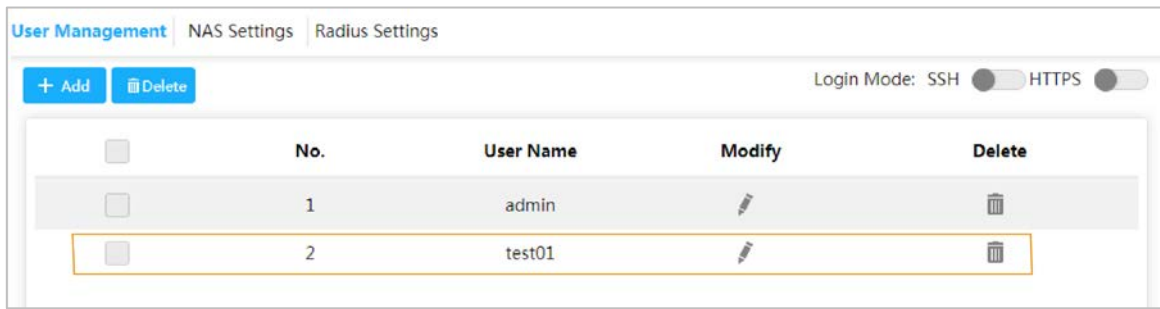 User Management NAS Settings Radius Settings
+ Add Delete Login Mode: SSH HTTPS
No. User Name Modify Delete
1 admin
2 test01